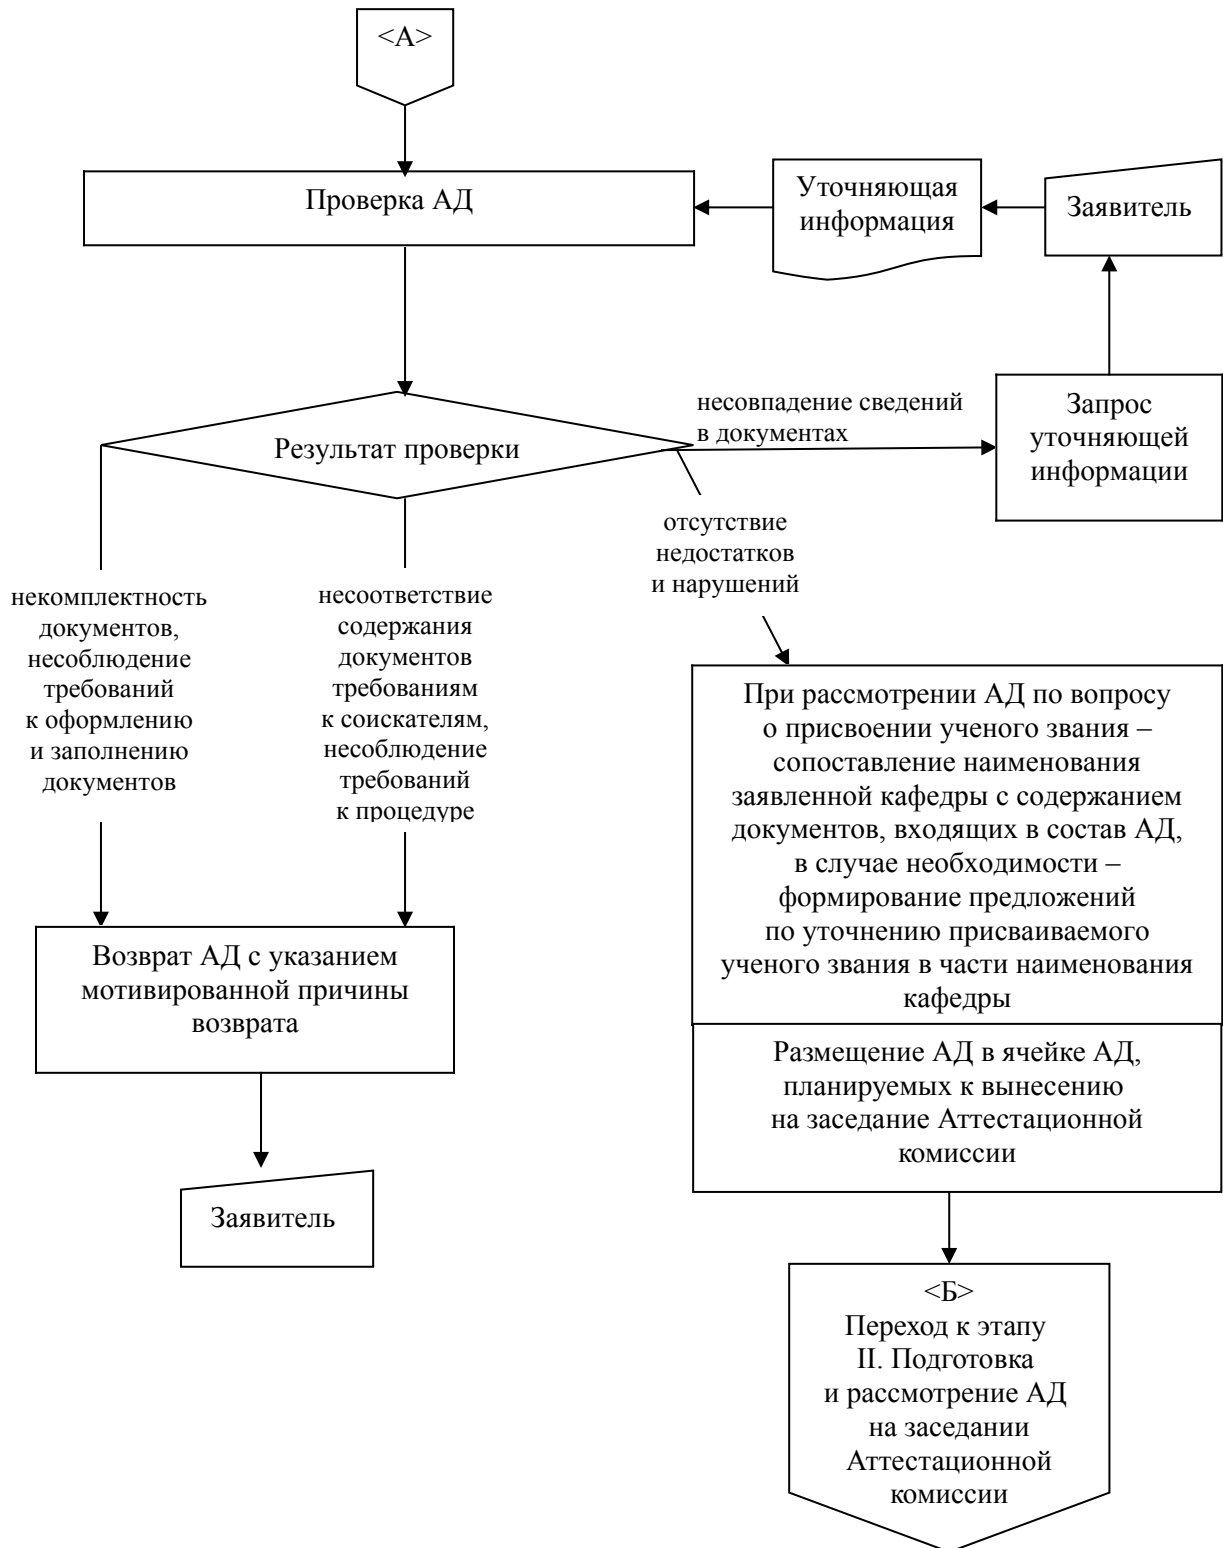 <А>
Проверка АД
Уточняющая
информация
Заявитель
Результат проверки
несовпадение сведений
в документах
Запрос
уточняющей
информации
отсутствие
недостатков
и нарушений
некомплектность
документов,
несоблюдение
требований
к оформлению
и заполнению
документов
несоответствие
содержания
документов
требованиям
к соискателям,
несоблюдение
требований
к процедуре
При рассмотрении АД по вопросу
о присвоении ученого звания –
сопоставление наименования
заявленной кафедры с содержанием
документов, входящих в состав АД,
в случае необходимости –
формирование предложений
по уточнению присваиваемого
ученого звания в части наименования
кафедры
Возврат АД с указанием
мотивированной причины
возврата
Размещение АД в ячейке АД,
планируемых к вынесению
на заседание Аттестационной
комиссии
Заявитель
<Б>
Переход к этапу
II. Подготовка
и рассмотрение АД
на заседании
Аттестационной
комиссии